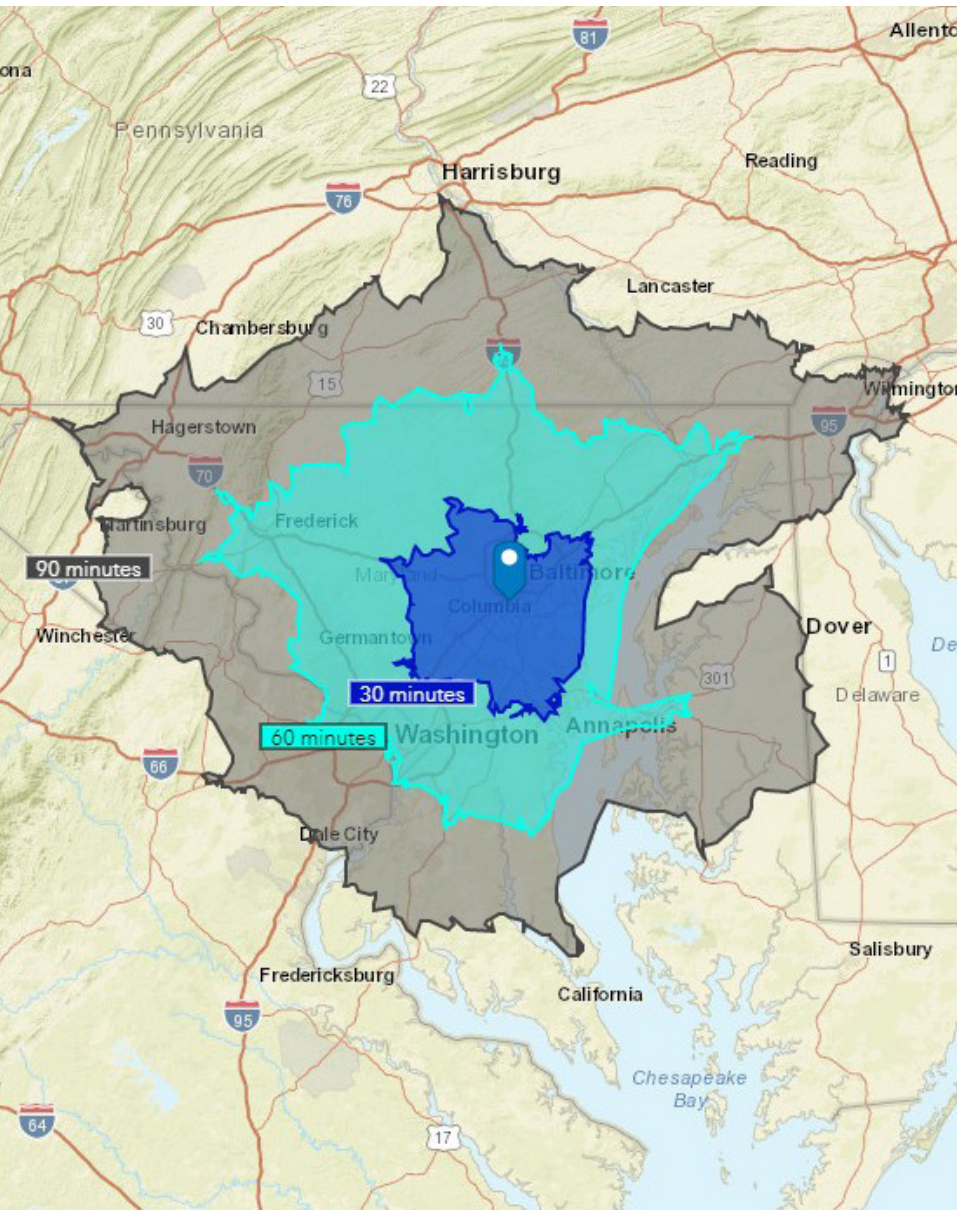 81
Allento
ona
22
Pennsylvania
Harrisburg
Reading
76
Lancaster
30
Chambersburg
15
Wilmington
Hagerstown
95
70
Martinsburg
Frederick
90 minutes
Maryland
Baltimore
Columbia
Winchester
Germantown
Dover
De
1
301
30 minutes
Delaware
60 minutes
Washington
Annapolis
66
Dale City
Salisbury
Fredericksburg
California
95
Chesapeake
Bay
64
17